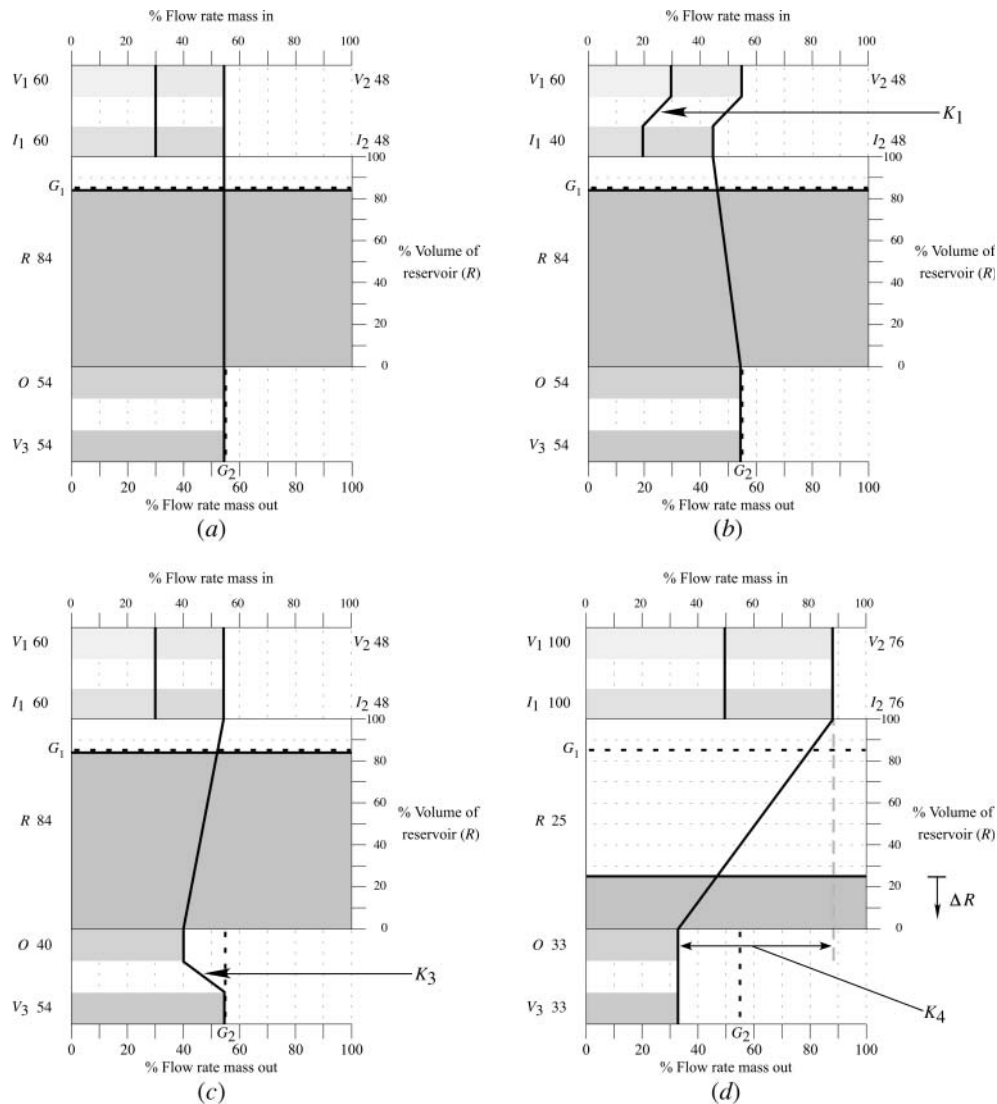 % Flow rate mass in
0 20 40 60 80 100
V1 60 V2 48
I1 60 I2 48
100
G1
80
60
R 84 % Volume of
reservoir (R)
40
20
0
O 54
V3 54
G2
0 20 40 60 80 100
% Flow rate mass out
(a)
% Flow rate mass in
0 20 40 60 80 100
V1 60 V2 48
K1
I1 40 I2 48
100
G1
80
60
R 84 % Volume of
reservoir (R)
40
20
0
O 54
V3 54
G2
0 20 40 60 80 100
% Flow rate mass out
(b)
% Flow rate mass in
0 20 40 60 80 100
V1 60 V2 48
I1 60 I2 48
100
G1
80
60
R 84 % Volume of
reservoir (R)
40
20
0
O 40
K3
V3 54
G2
0 20 40 60 80 100
% Flow rate mass out
(c)
% Flow rate mass in
0 20 40 60 80 100
V1 100 V2 76
I1 100 I2 76
100
G1
80
60
R 25 % Volume of
reservoir (R)
40
20
ΔR
0
O 33
K4
V3 33
G2
0 20 40 60 80 100
% Flow rate mass out
(d)